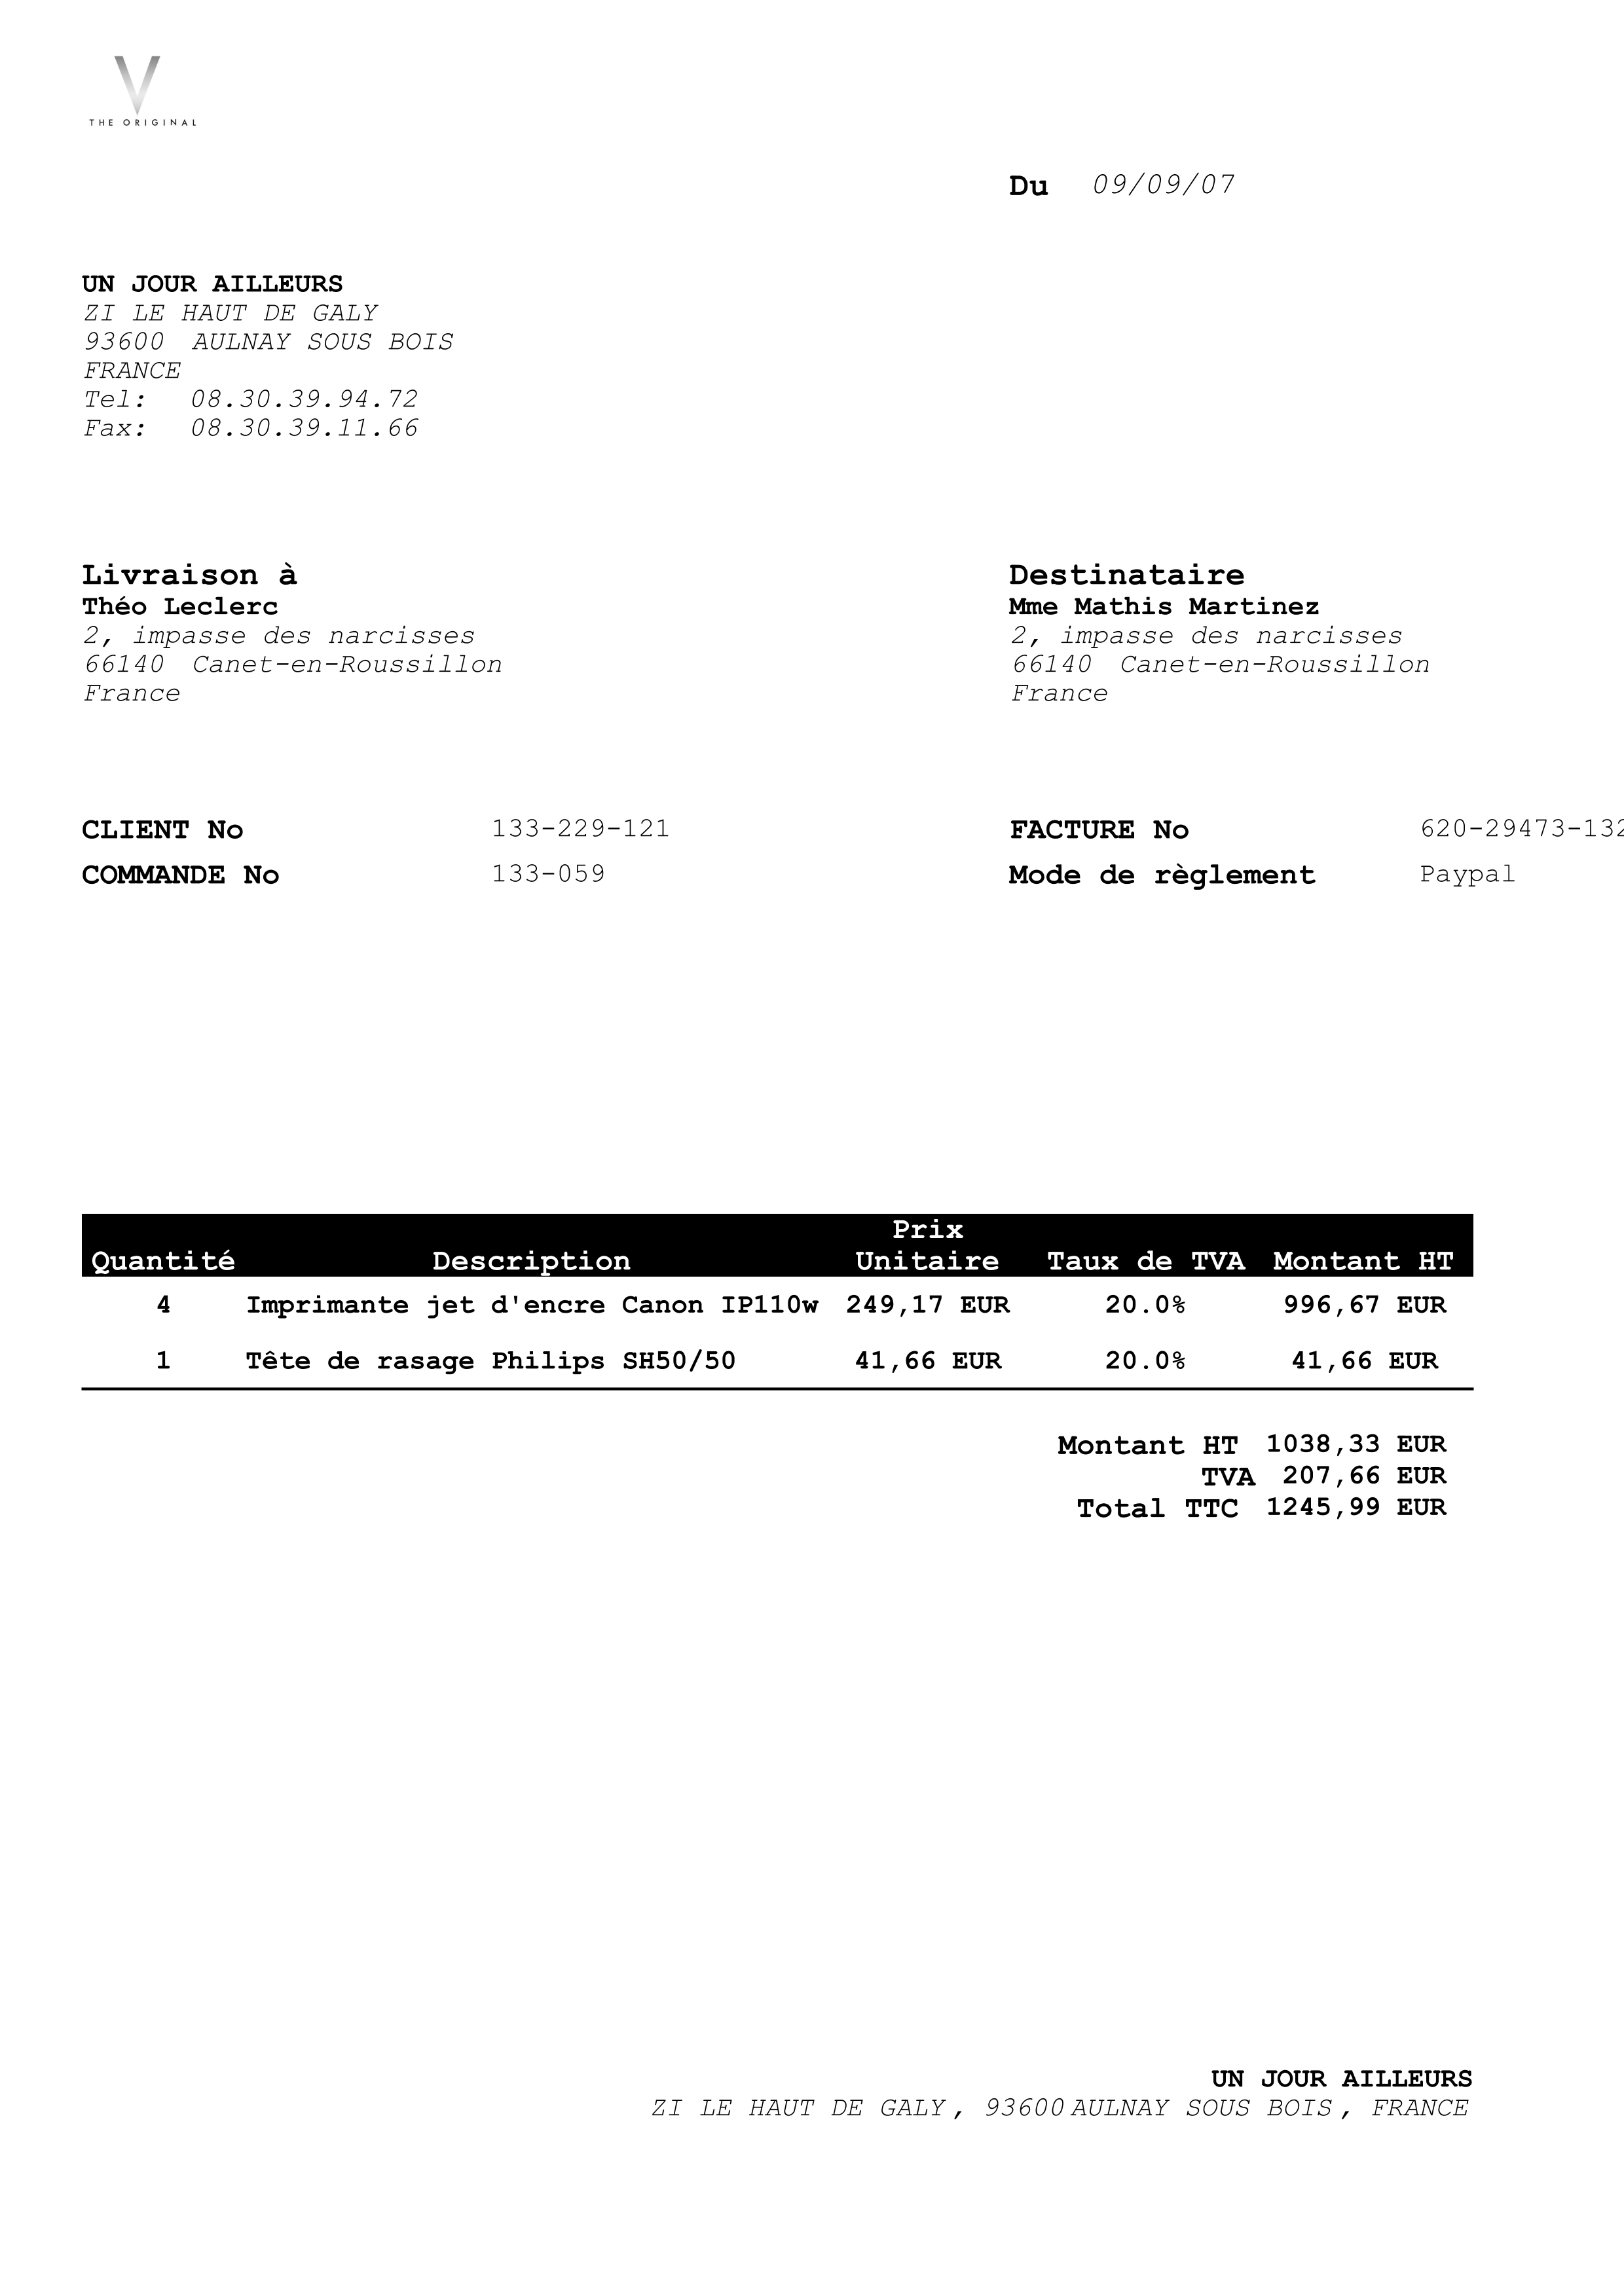 V
THE ORIGINAL
Du 09/09/07
UN JOUR AILLEURS
ZI LE HAUT DE GALY
93600 AULNAY SOUS BOIS
FRANCE
Tel: 08.30.39.94.72
Fax: 08.30.39.11.66
Livraison à
Théo Leclerc
2, impasse des narcisses
66140 Canet-en-Roussillon
France
Destinataire
Mme Mathis Martinez
2, impasse des narcisses
66140 Canet-en-Roussillon
France
CLIENT No 133-229-121
COMMANDE No 133-059
FACTURE No 620-29473-132
Mode de règlement Paypal
Quantité Description Prix Unitaire Taux de TVA Montant HT
4 Imprimante jet d'encre Canon IP110w 249,17 EUR 20.0% 996,67 EUR
1 Tête de rasage Philips SH50/50 41,66 EUR 20.0% 41,66 EUR
Montant HT 1038,33 EUR
TVA 207,66 EUR
Total TTC 1245,99 EUR
UN JOUR AILLEURS
ZI LE HAUT DE GALY, 93600 AULNAY SOUS BOIS, FRANCE